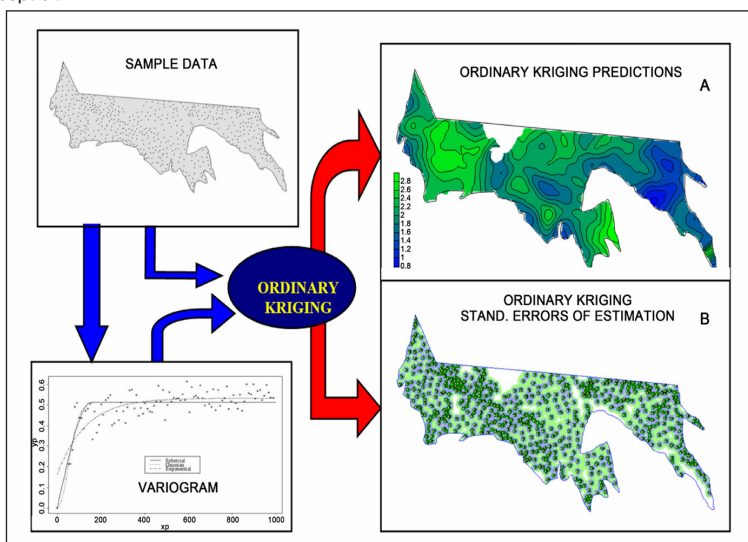 SAMPLE DATA
ORDINARY KRIGING PREDICTIONS
A
2.8
2.6
2.4
2.2
2
1.8
1.6
1.4
1.2
1
0.8
ORDINARY
KRIGING
ORDINARY KRIGING
STAND. ERRORS OF ESTIMATION
B
0.6
0.5
0.4
0.3
0.2
0.1
0.0
yp
Spherical
Gaussian
Exponential
VARIOGRAM
0 200 400 600 800 1000
xp